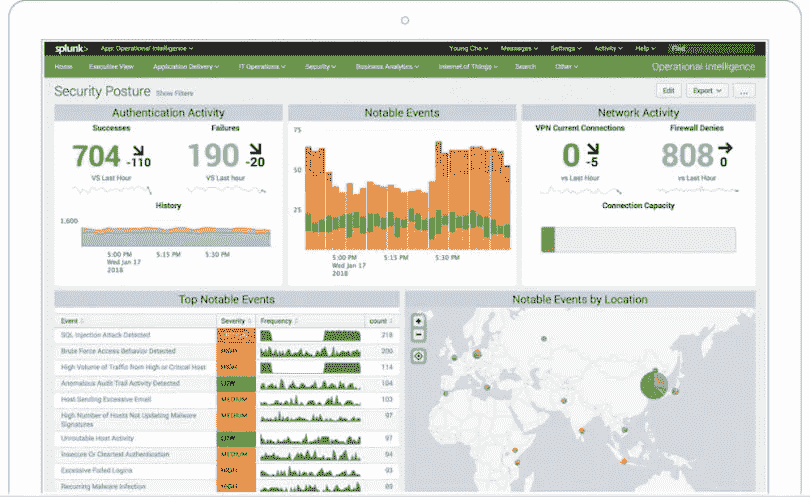 splunk> App: Operational Intelligence Young Cho Messages Settings Activity Help Find
Home Executive View Application Delivery IT Operations Security Business Analytics Internet of Things Search Other Operational Intelligence
Security Posture Show Filters Edit Export ...
Authentication Activity
Successes Failures
704 -110 190 -20
VS Last Hour VS Last hour
History
1,600
5:00 PM 5:15 PM 5:30 PM
Wed Jan 17
2018
Notable Events
75
50
25
5:00 PM 5:15 PM 5:30 PM
Wed Jan 17
2018
Network Activity
VPN Current Connections Firewall Denies
0 -5 808 0
vs Last Hour vs Last Hour
Connection Capacity
Top Notable Events
Event Severity Frequency count
SQL Injection Attack Detected 218
Brute Force Access Behavior Detected HIGH 200
High Volume of Traffic from High or Critical Host HIGH 114
Anomalous Audit Trail Activity Detected LOW 104
Host Sending Excessive Email MEDIUM 103
High Number of Hosts Not Updating Malware MEDIUM 97
Signatures
Unroutable Host Activity LOW 97
Insecure Or Cleartext Authentication MEDIUM 94
Excessive Failed Logins HIGH 93
Recurring Malware Infection HIGH 89
Notable Events by Location
+
-